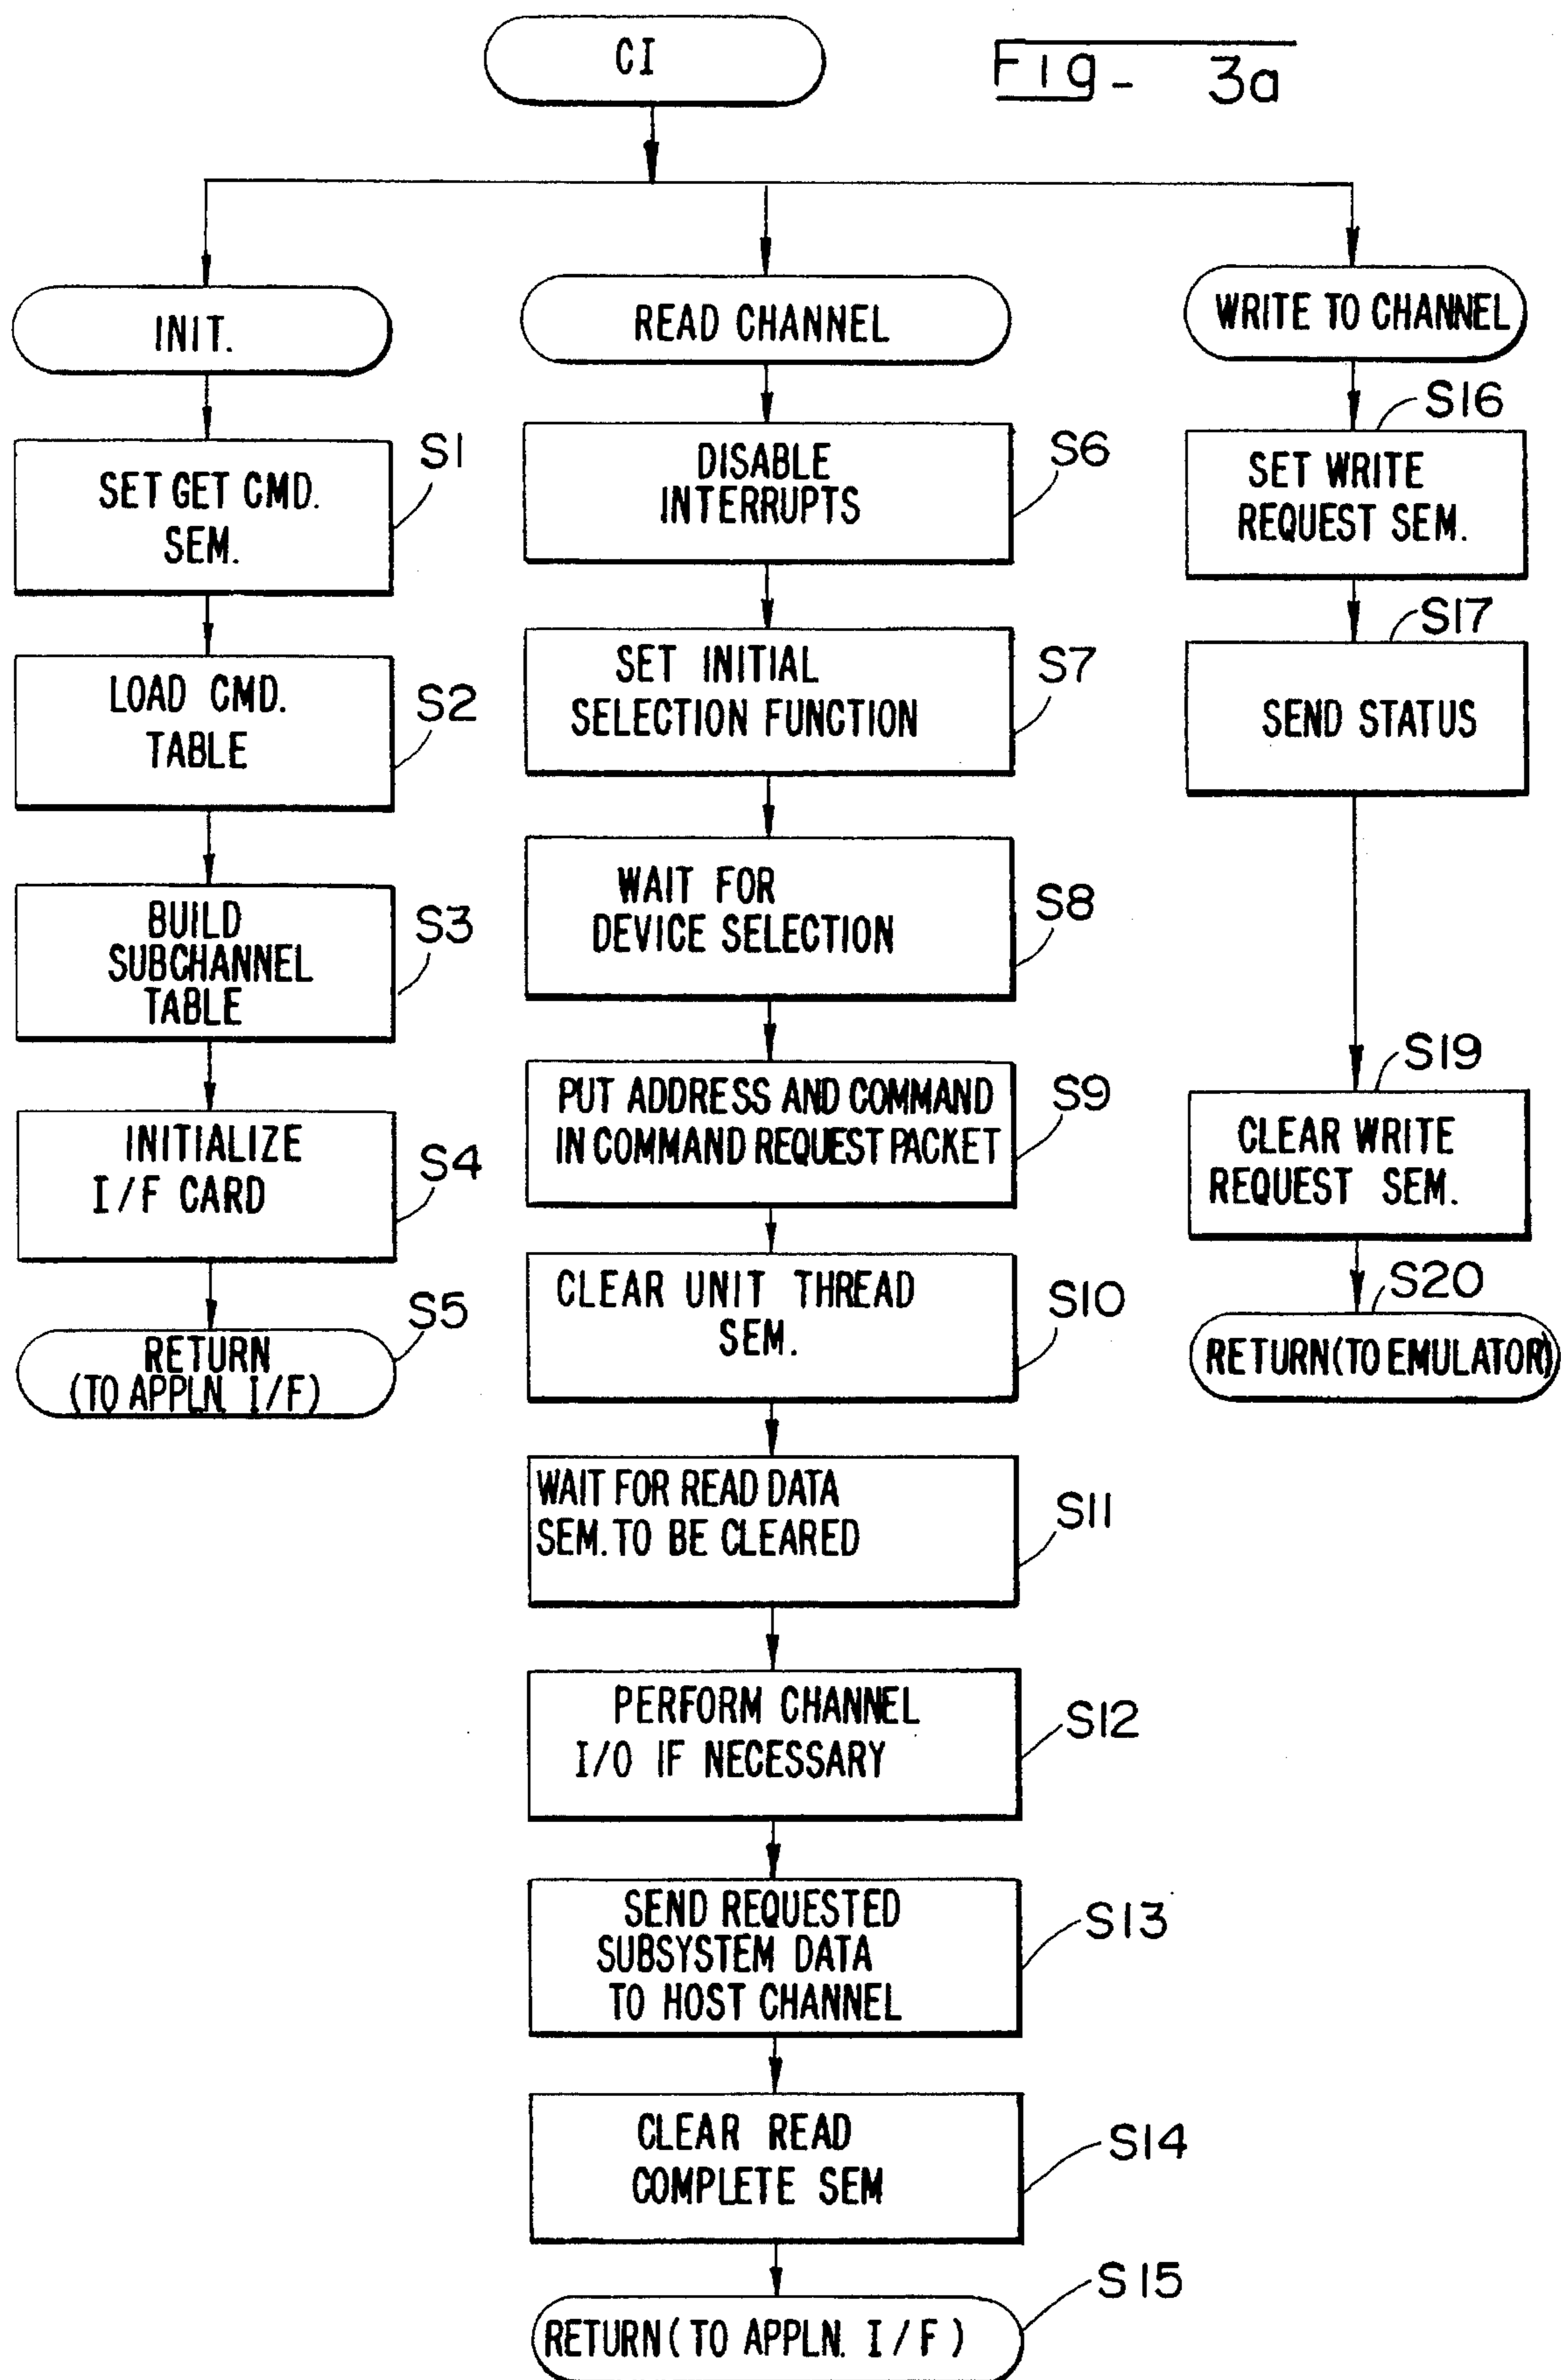 CI
Fig- 3a
INIT.
SET GET CMD.
SEM.
S1
LOAD CMD.
TABLE
S2
BUILD
SUBCHANNEL
TABLE
S3
INITIALIZE
I/F CARD
S4
RETURN
(TO APPLN. I/F)
S5
READ CHANNEL
DISABLE
INTERRUPTS
S6
SET INITIAL
SELECTION FUNCTION
S7
WAIT FOR
DEVICE SELECTION
S8
PUT ADDRESS AND COMMAND
IN COMMAND REQUEST PACKET
S9
CLEAR UNIT THREAD
SEM.
S10
WAIT FOR READ DATA
SEM. TO BE CLEARED
S11
PERFORM CHANNEL
I/O IF NECESSARY
S12
SEND REQUESTED
SUBSYSTEM DATA
TO HOST CHANNEL
S13
CLEAR READ
COMPLETE SEM
S14
RETURN (TO APPLN. I/F)
S15
WRITE TO CHANNEL
S16
SET WRITE
REQUEST SEM.
S17
SEND STATUS
S19
CLEAR WRITE
REQUEST SEM.
S20
RETURN (TO EMULATOR)